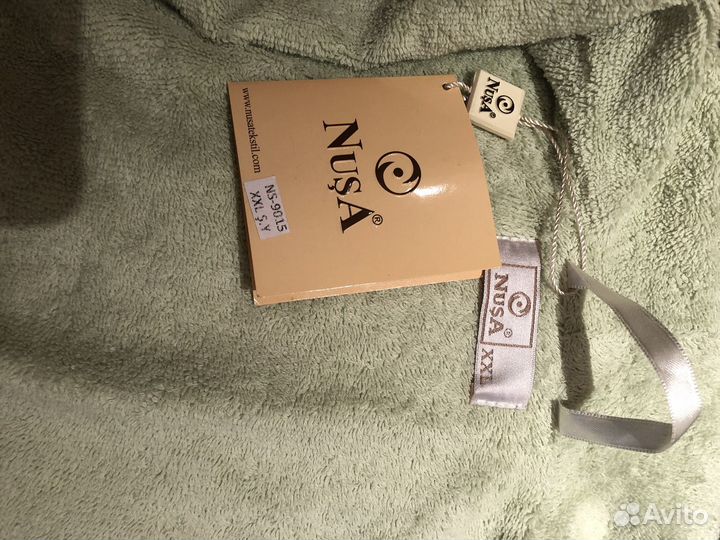 NUŞA®
www.nusatekstil.com
NS-9015
XXL Ş.Y
NUŞA®
NUŞA®
XXL
Avito